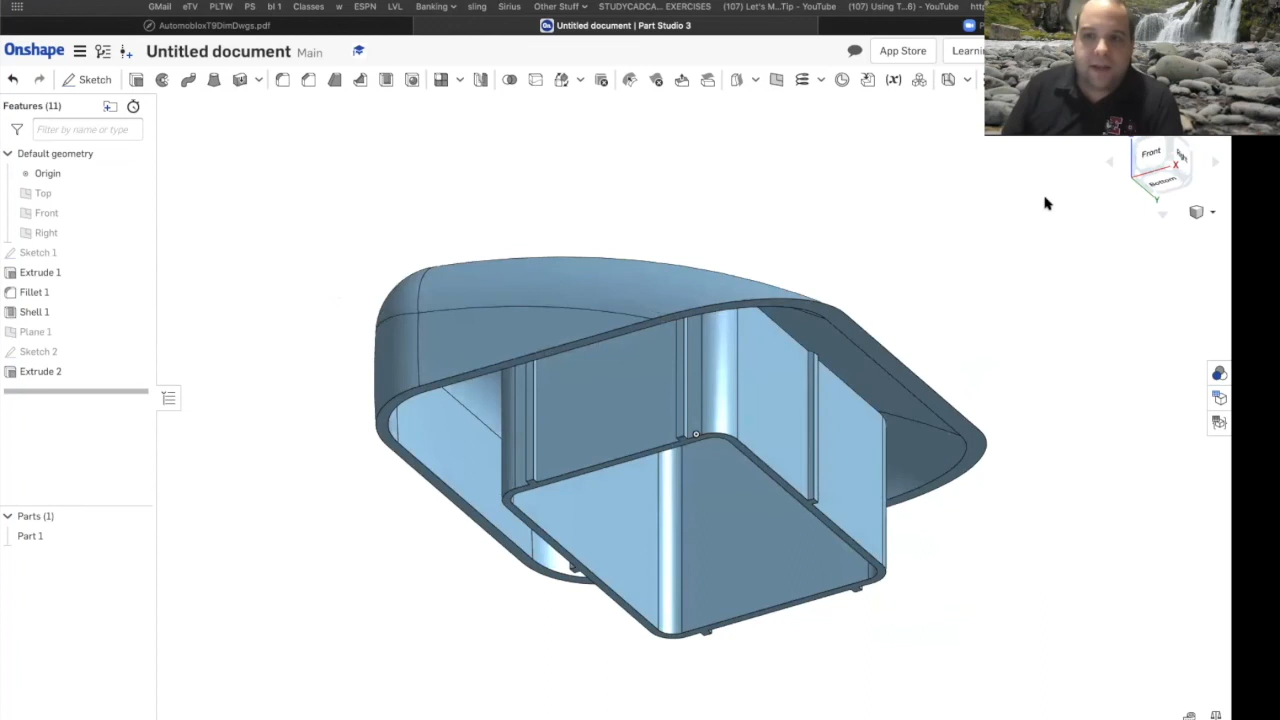 GMail eTV PLTW PS bl 1 Classes w ESPN LVL Banking sling Sirius Other Stuff STUDYCADCA... EXERCISES (107) Let's M...Tip - YouTube (107) Using T...6) - YouTube
AutomobloxT9DimDwgs.pdf
On Untitled document | Part Studio 3
Onshape Untitled document Main
App Store
Sketch
(x)
Features (11)
Filter by name or type
Default geometry
Origin
Top
Front
Right
Sketch 1
Extrude 1
Fillet 1
Shell 1
Plane 1
Sketch 2
Extrude 2
Parts (1)
Part 1
Front
Right
X
Bottom
Y
E